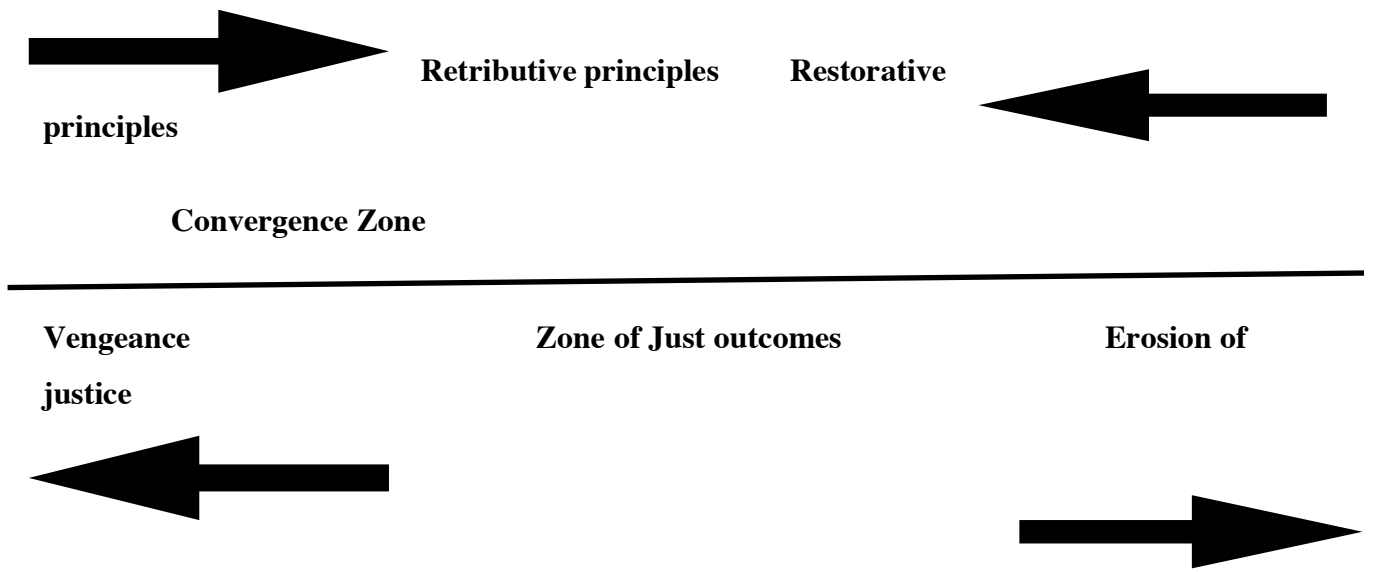 Retributive principles Restorative
principles
Convergence Zone
Vengeance Zone of Just outcomes Erosion of
justice